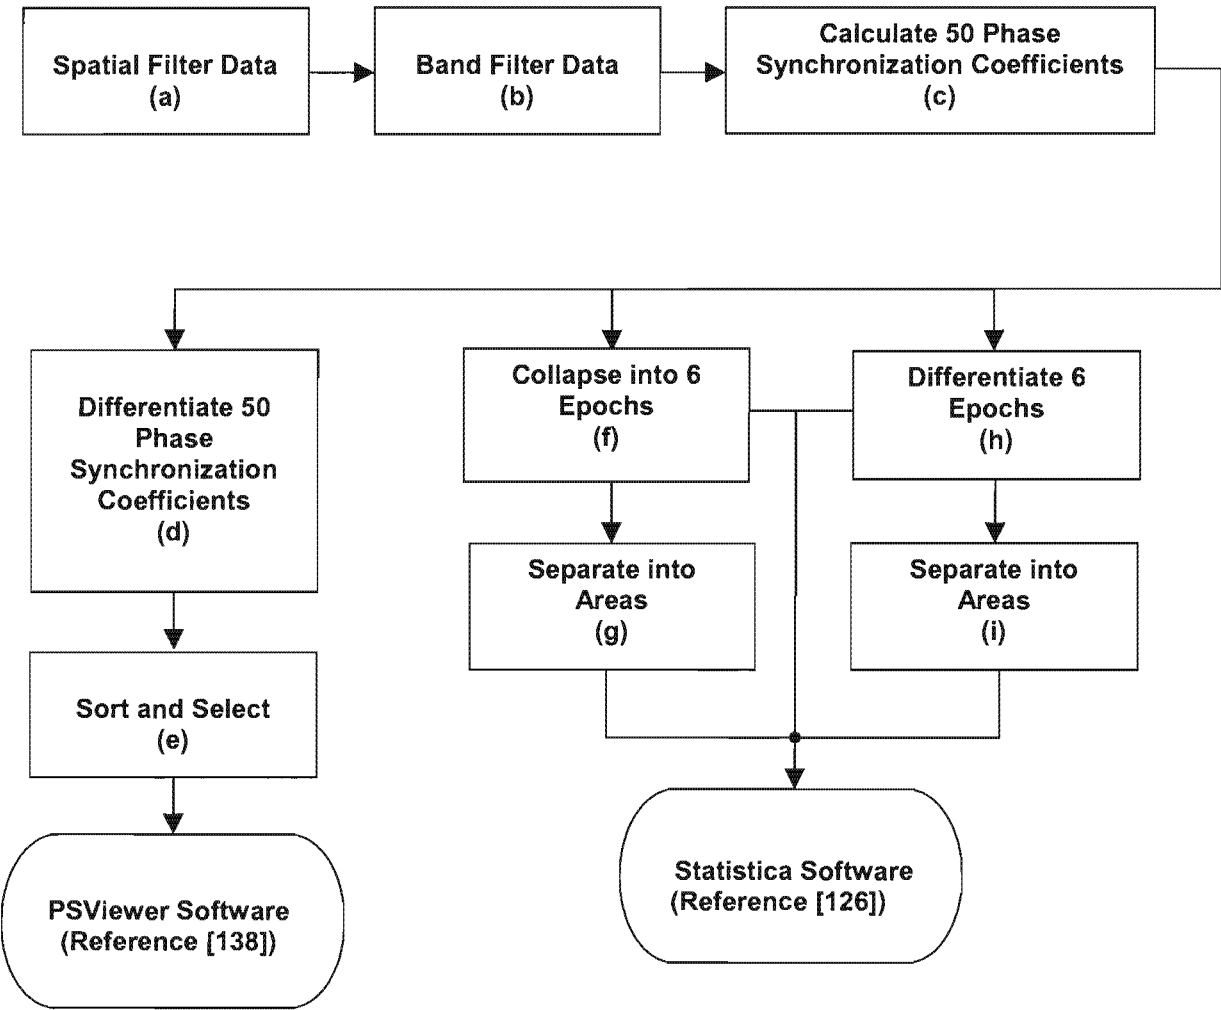 Spatial Filter Data
(a)
Band Filter Data
(b)
Calculate 50 Phase
Synchronization Coefficients
(c)
Differentiate 50
Phase
Synchronization
Coefficients
(d)
Collapse into 6
Epochs
(f)
Differentiate 6
Epochs
(h)
Separate into
Areas
(g)
Separate into
Areas
(i)
Sort and Select
(e)
PSViewer Software
(Reference [138])
Statistica Software
(Reference [126])